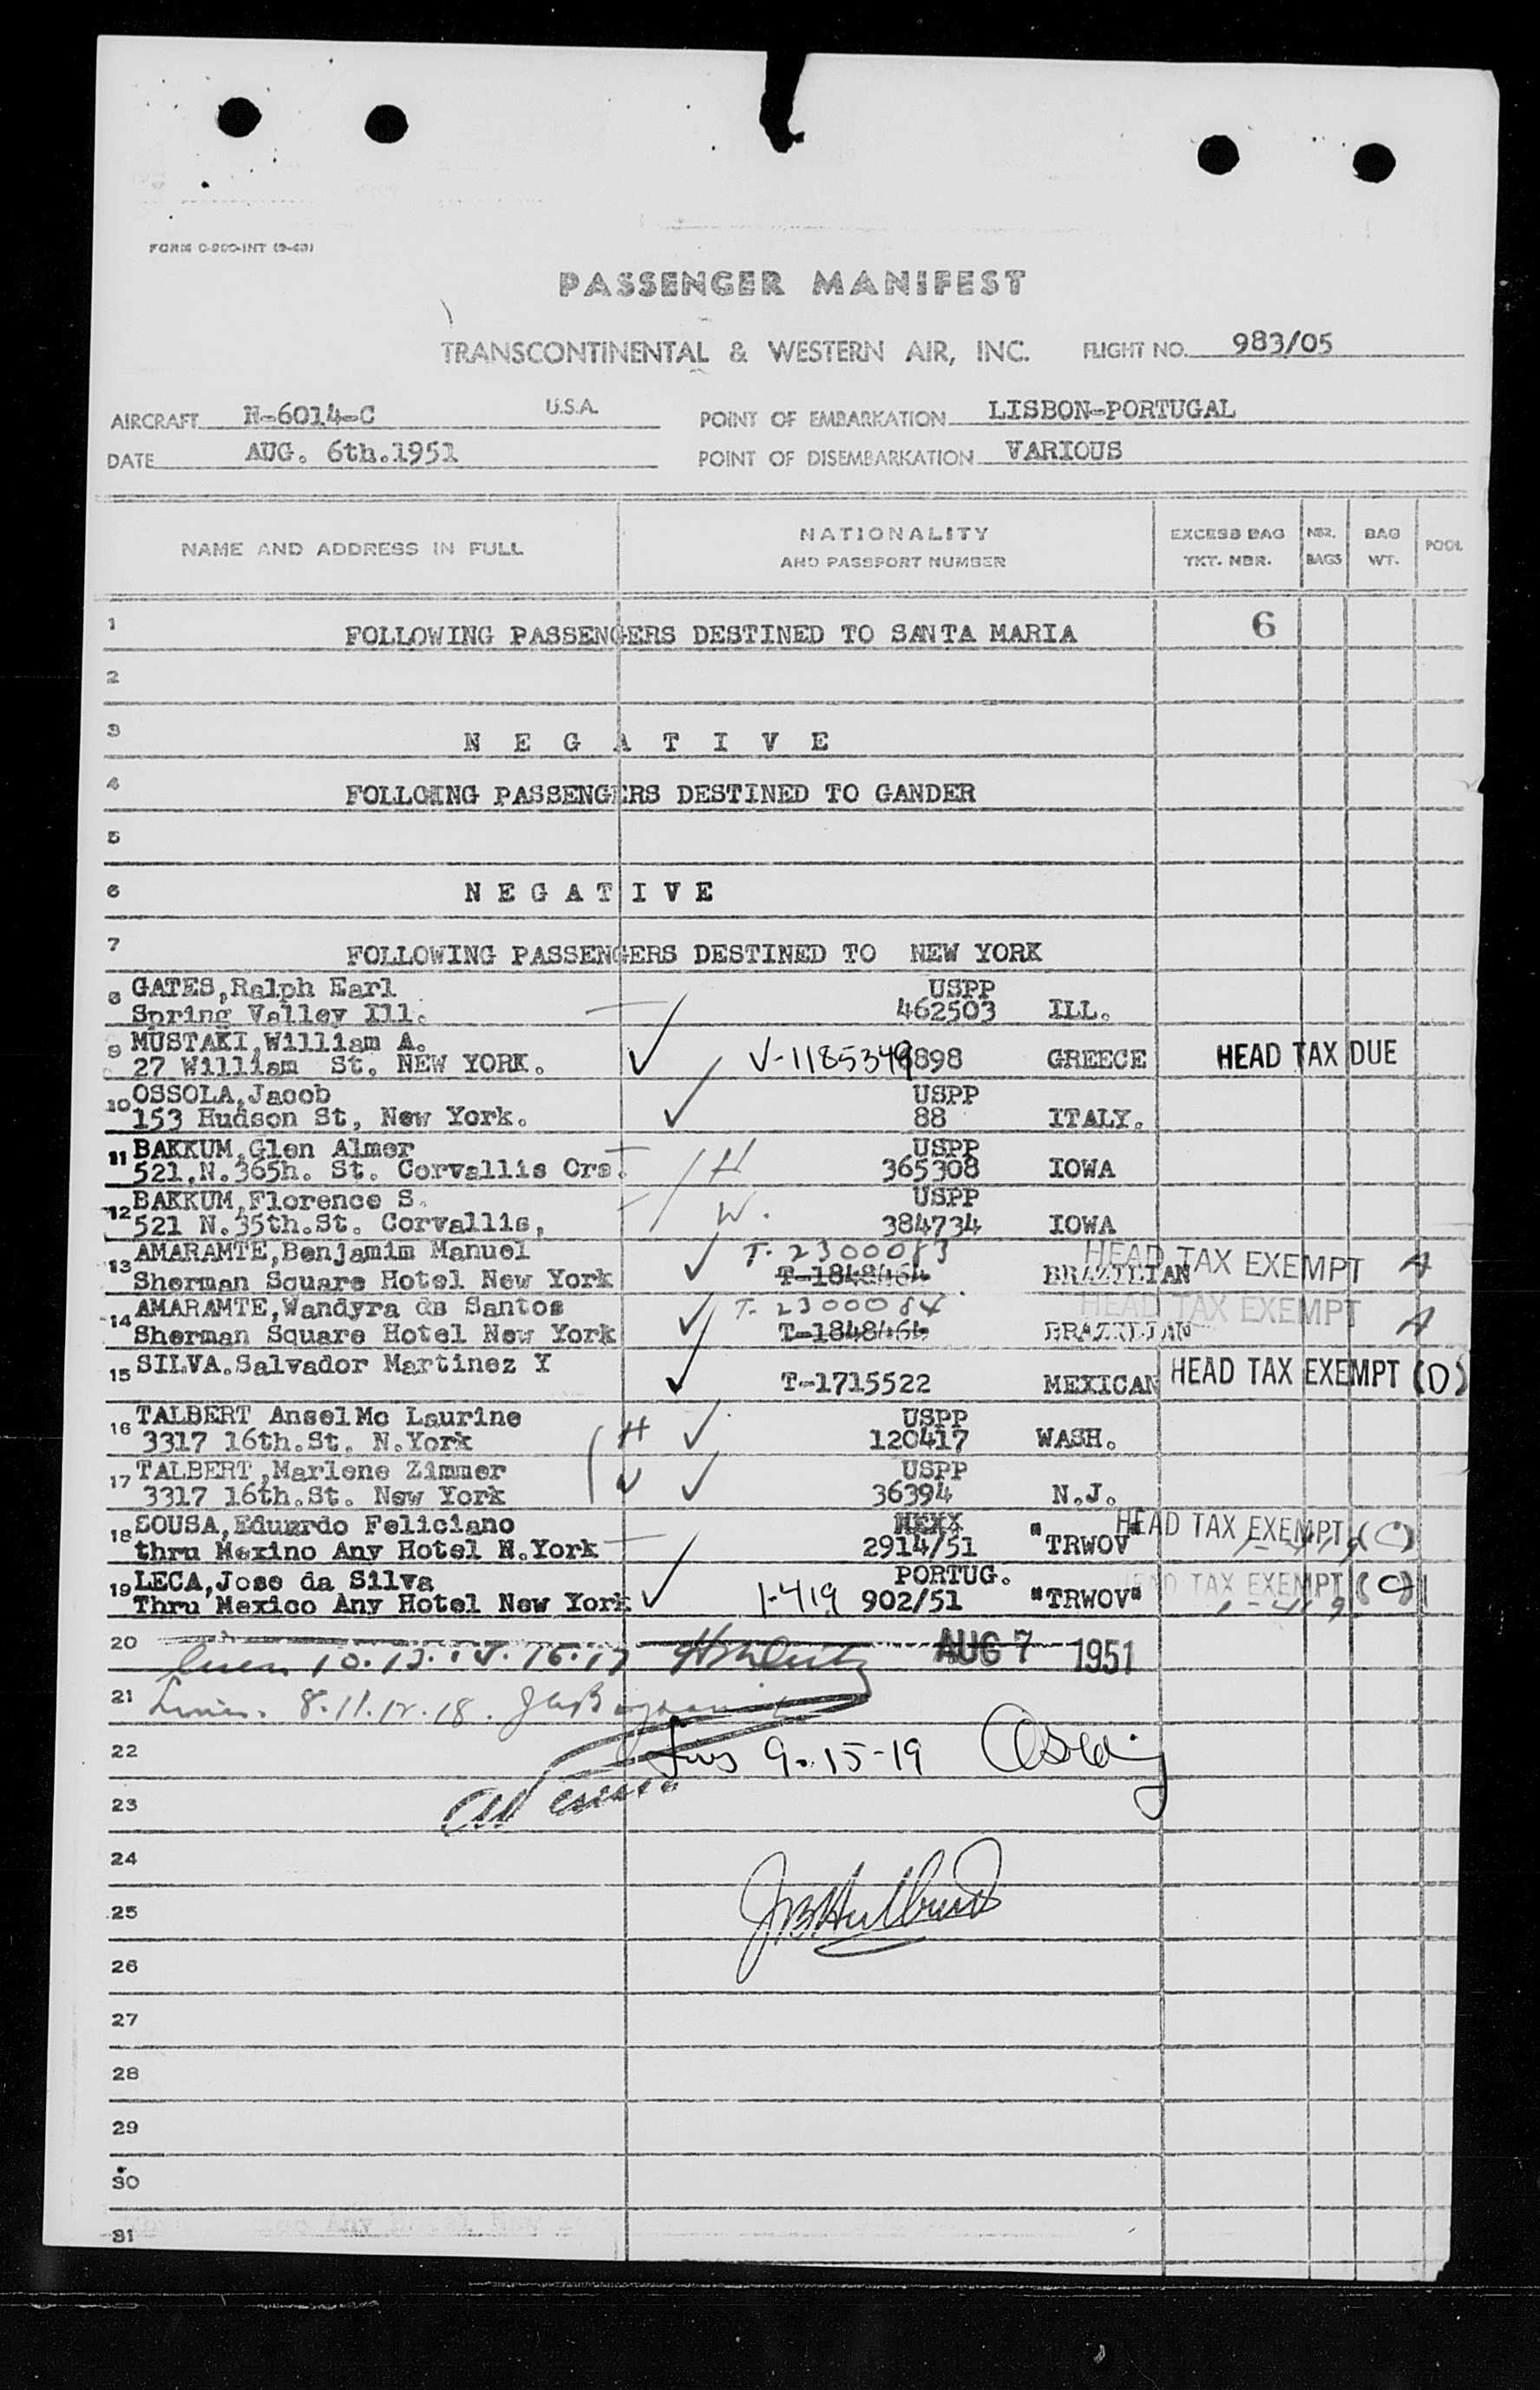 FORM C-900-INT (9-43)
PASSENGER MANIFEST
TRANSCONTINENTAL & WESTERN AIR, INC. FLIGHT NO. 983/05
AIRCRAFT N-6014-C U.S.A. POINT OF EMBARKATION LISBON-PORTUGAL
DATE AUG. 6th.1951 POINT OF DISEMBARKATION VARIOUS
NAME AND ADDRESS IN FULL NATIONALITY AND PASSPORT NUMBER EXCESS BAG TKT. NBR. NBR. BAGS BAG WT. POOL
1 FOLLOWING PASSENGERS DESTINED TO SANTA MARIA 6
2
3 N E G A T I V E
4 FOLLOWING PASSENGERS DESTINED TO GANDER
5
6 N E G A T I V E
7 FOLLOWING PASSENGERS DESTINED TO NEW YORK
8 GATES, Ralph Earl USPP
Spring Valley Ill. 462503 ILL.
9 MUSTAKI, William A.
27 William St. NEW YORK. V-1185349 898 GREECE HEAD TAX DUE
10 OSSOLA, Jacob USPP
153 Hudson St, New York. 88 ITALY.
11 BAKKUM, Glen Almer USPP
521.N.365h. St. Corvallis Ore. H 365308 IOWA
12 BAKKUM, Florence S. USPP
521 N.35th.St. Corvallis, W. 384734 IOWA
13 AMARAMTE, Benjamim Manuel T-2300083 HEAD TAX EXEMPT A
Sherman Square Hotel New York T-1848464 BRAZILIAN
14 AMARAMTE, Wandyra da Santos T-2300084 HEAD TAX EXEMPT A
Sherman Square Hotel New York T-1848464 BRAZILIAN
15 SILVA. Salvador Martinez Y T-1715522 MEXICAN HEAD TAX EXEMPT (D)
16 TALBERT Ansel Mc Laurine H USPP
3317 16th.St. N.York 120417 WASH.
17 TALBERT, Marlene Zimmer W USPP
3317 16th.St. New York 36394 N.J.
18 SOUSA, Eduardo Feliciano HEAD TAX EXEMPT (C)
thru Mexino Any Hotel N.York 2914/51 "TRWOV"
19 LECA, Jose da Silva PORTUG. HEAD TAX EXEMPT (C)
Thru Mexico Any Hotel New York 1-419 902/51 "TRWOV" 1-419
20 AUG 7 1951
21 Lines. 8.11.12.18.
22 9-15-19
23
24
25 JB Hulburd
26
27
28
29
30
31